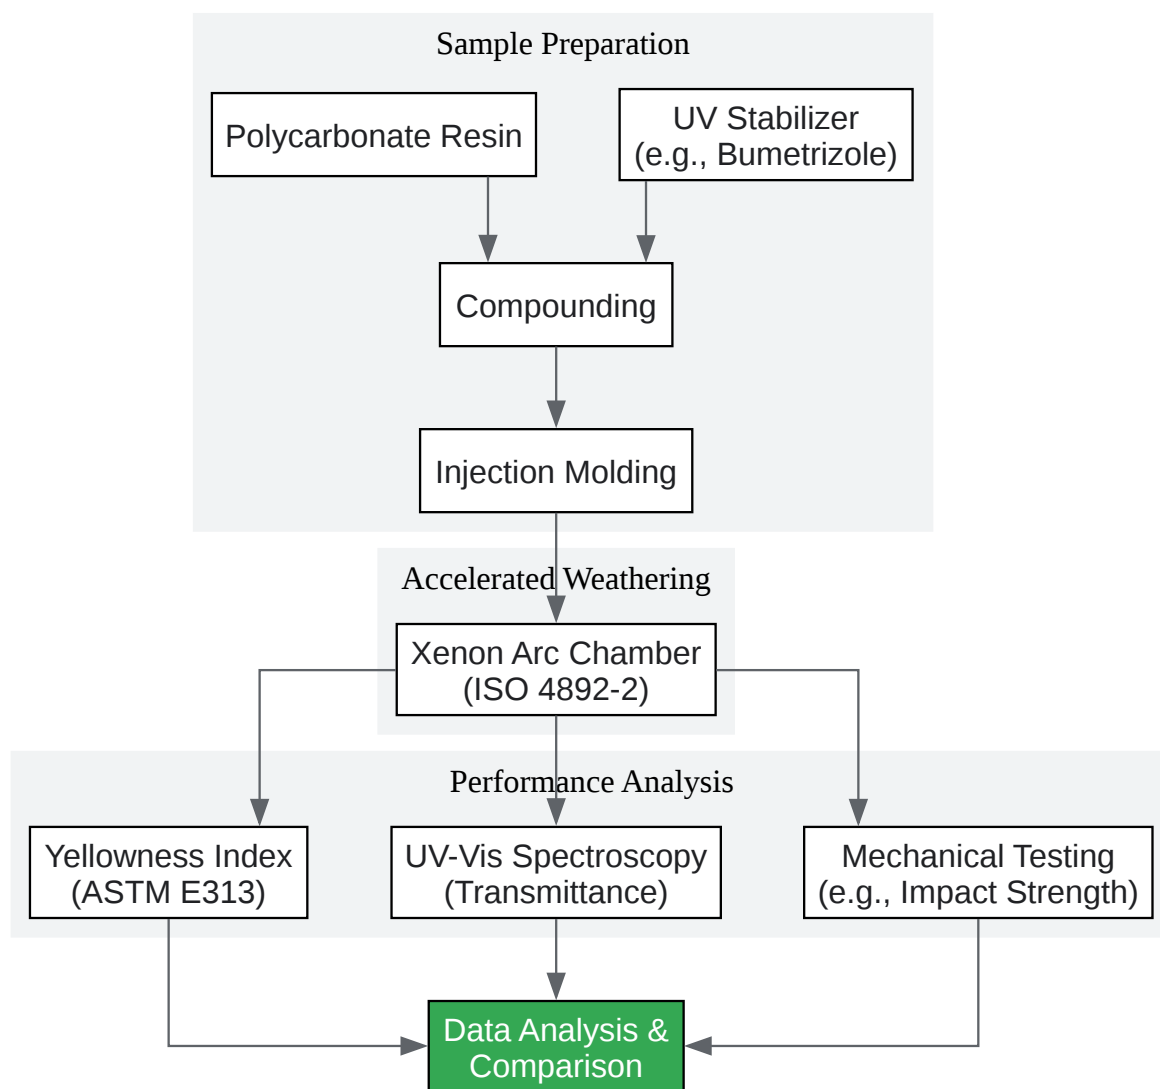 Sample Preparation
Polycarbonate Resin
UV Stabilizer
(e.g., Bumetrizole)
Compounding
Injection Molding
Accelerated Weathering
Xenon Arc Chamber
(ISO 4892-2)
Performance Analysis
Yellowness Index
(ASTM E313)
UV-Vis Spectroscopy
(Transmittance)
Mechanical Testing
(e.g., Impact Strength)
Data Analysis &
Comparison